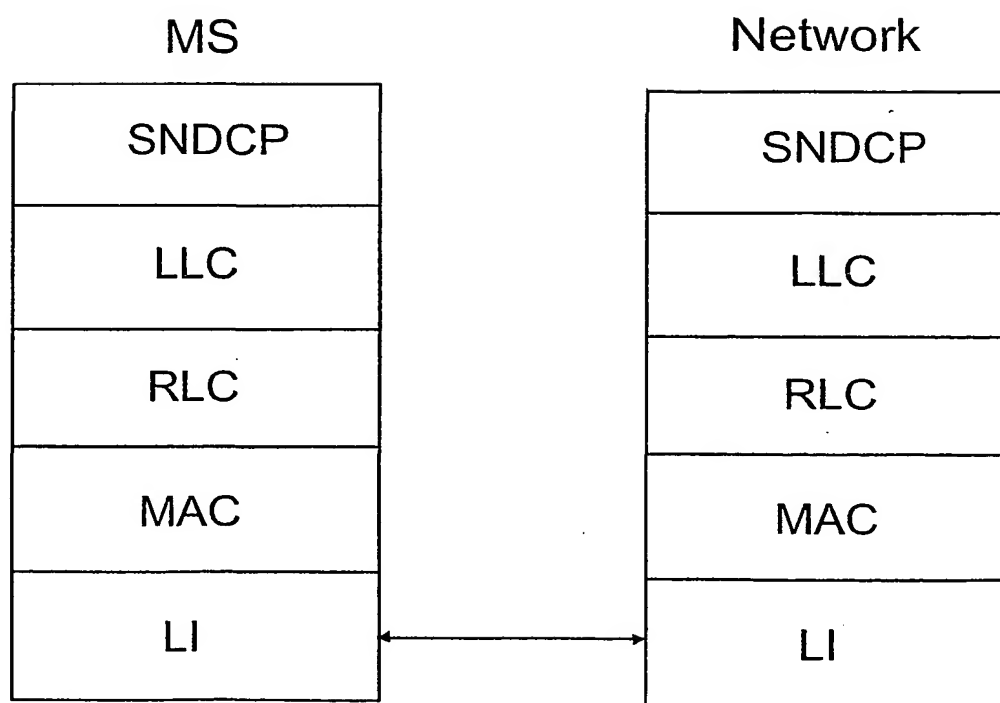 MS
SNDCP
LLC
RLC
MAC
LI
Network
SNDCP
LLC
RLC
MAC
LI